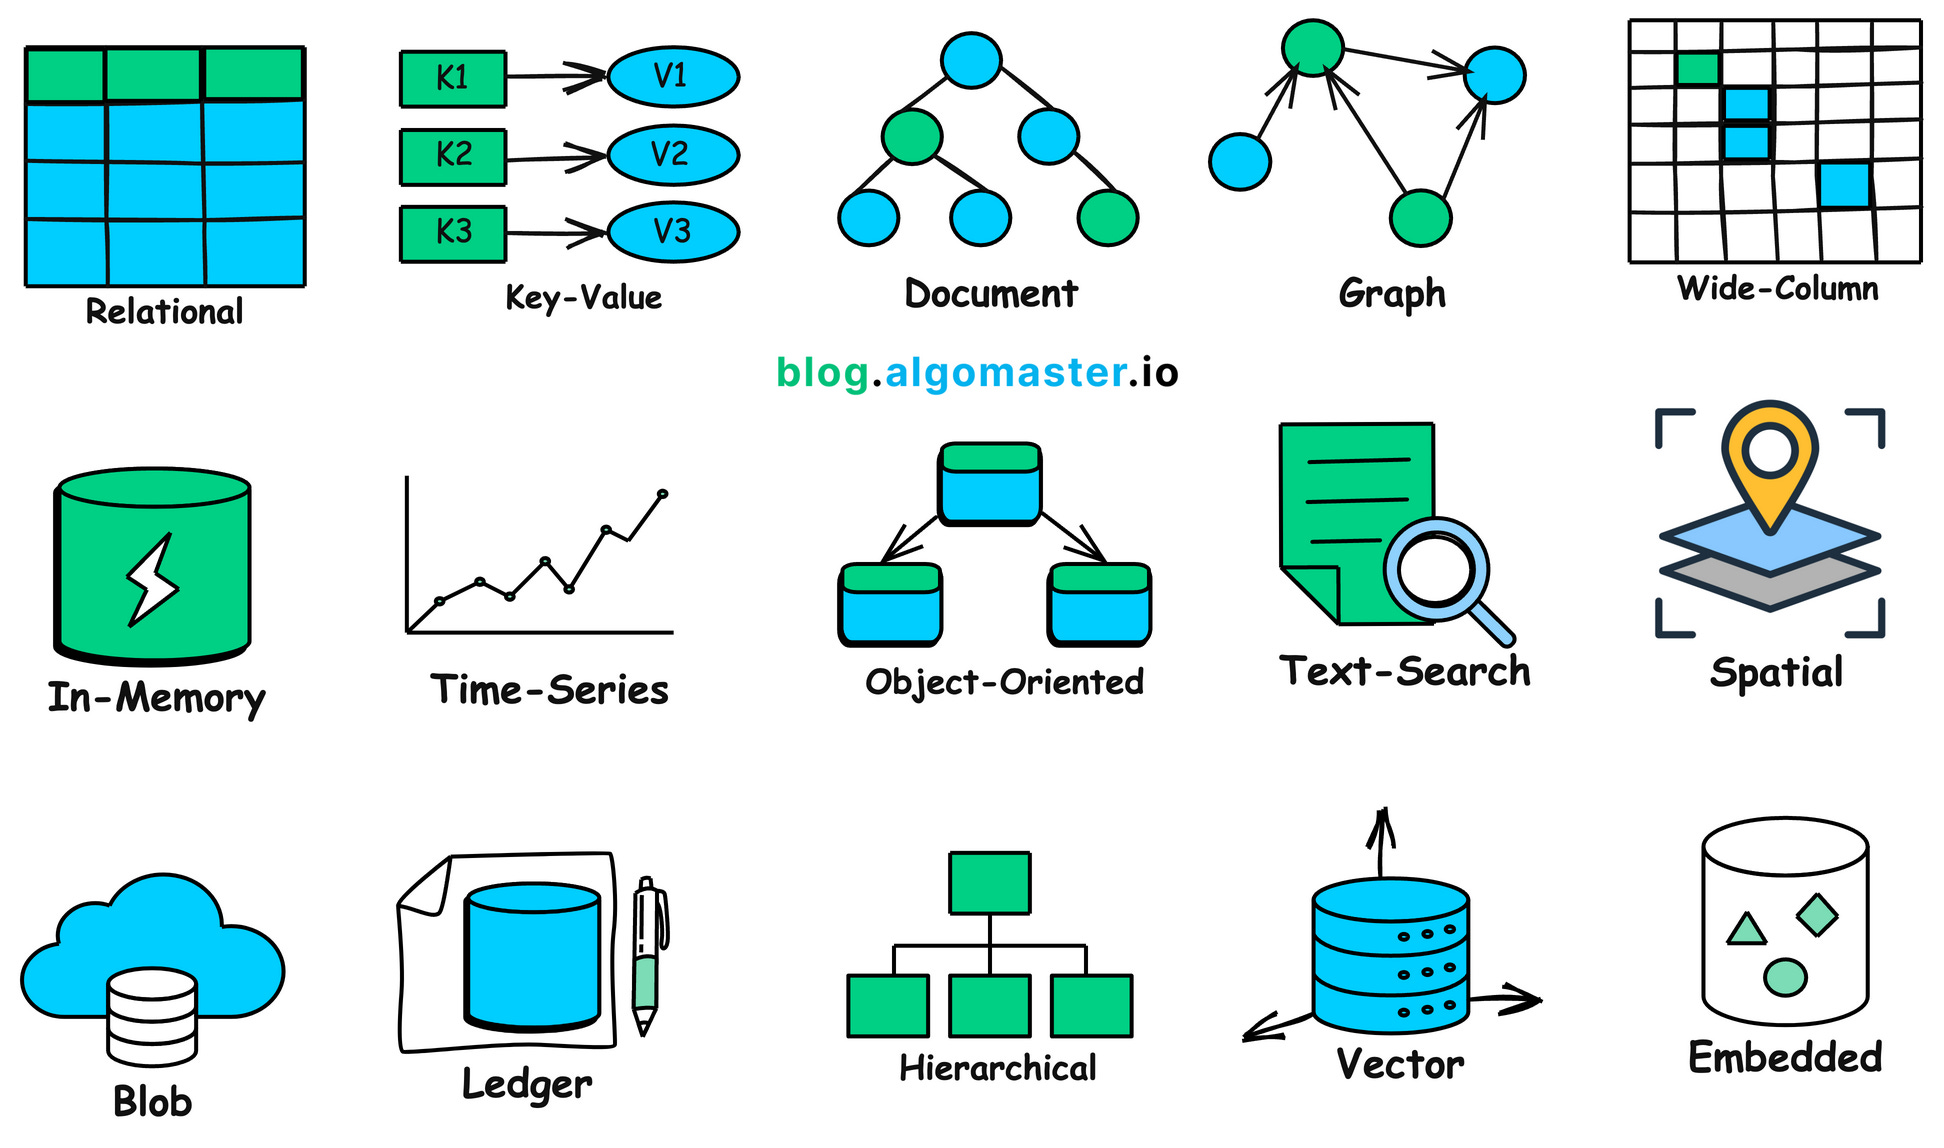 K1
V1
K2
V2
K3
V3
Relational
Key-Value
Document
Graph
Wide-Column
blog.algomaster.io
In-Memory
Time-Series
Object-Oriented
Text-Search
Spatial
Blob
Ledger
Hierarchical
Vector
Embedded